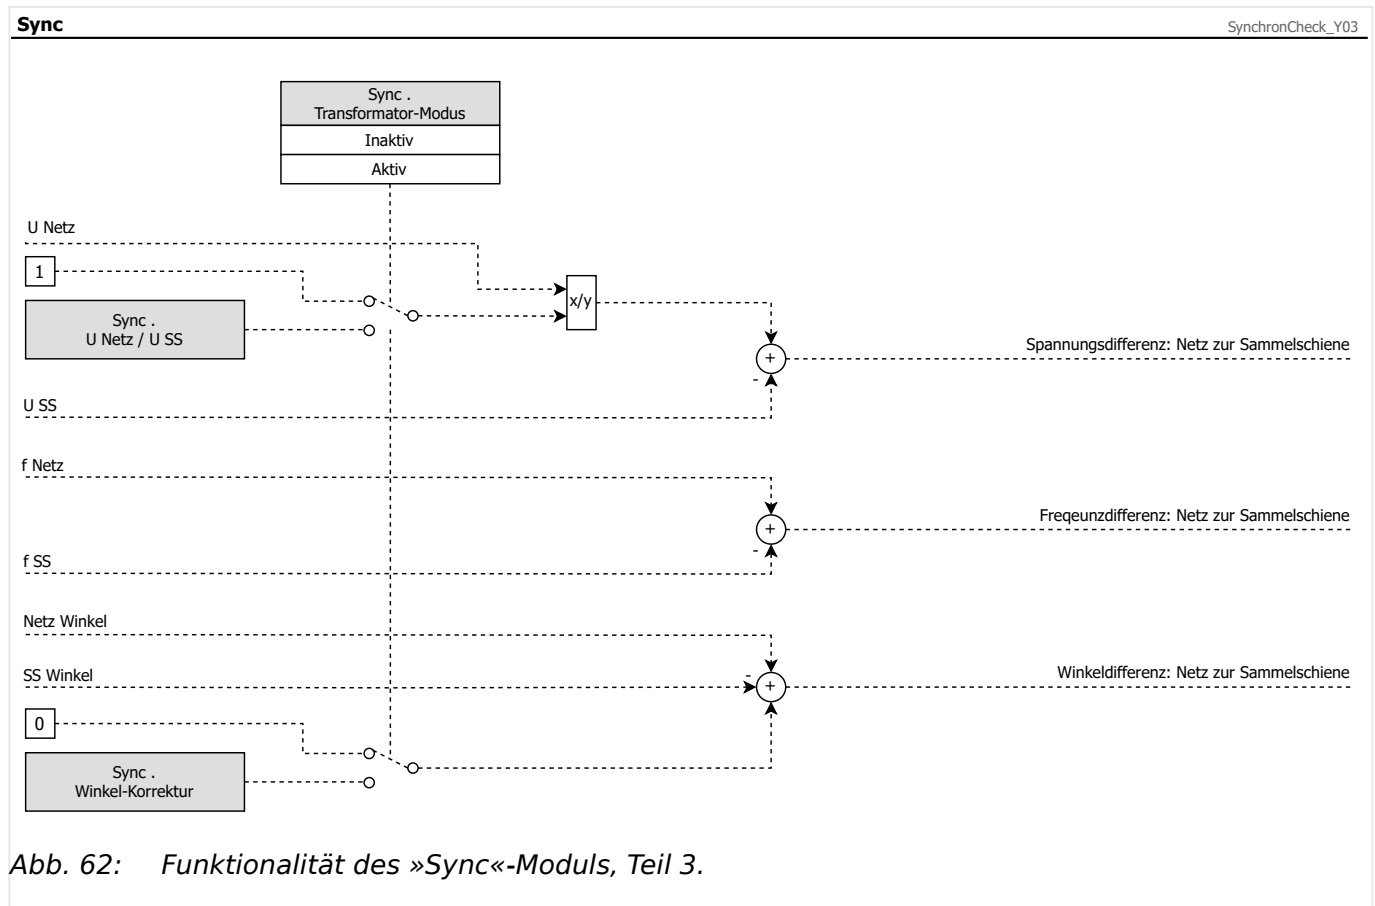 Sync
SynchronCheck_Y03
Sync .
Transformator-Modus
Inaktiv
Aktiv
U Netz
1
Sync .
U Netz / U SS
x/y
+
-
Spannungsdifferenz: Netz zur Sammelschiene
U SS
f Netz
+
-
Freqeunzdifferenz: Netz zur Sammelschiene
f SS
Netz Winkel
SS Winkel
-
+
Winkeldifferenz: Netz zur Sammelschiene
0
Sync .
Winkel-Korrektur
Abb. 62: Funktionalität des »Sync«-Moduls, Teil 3.